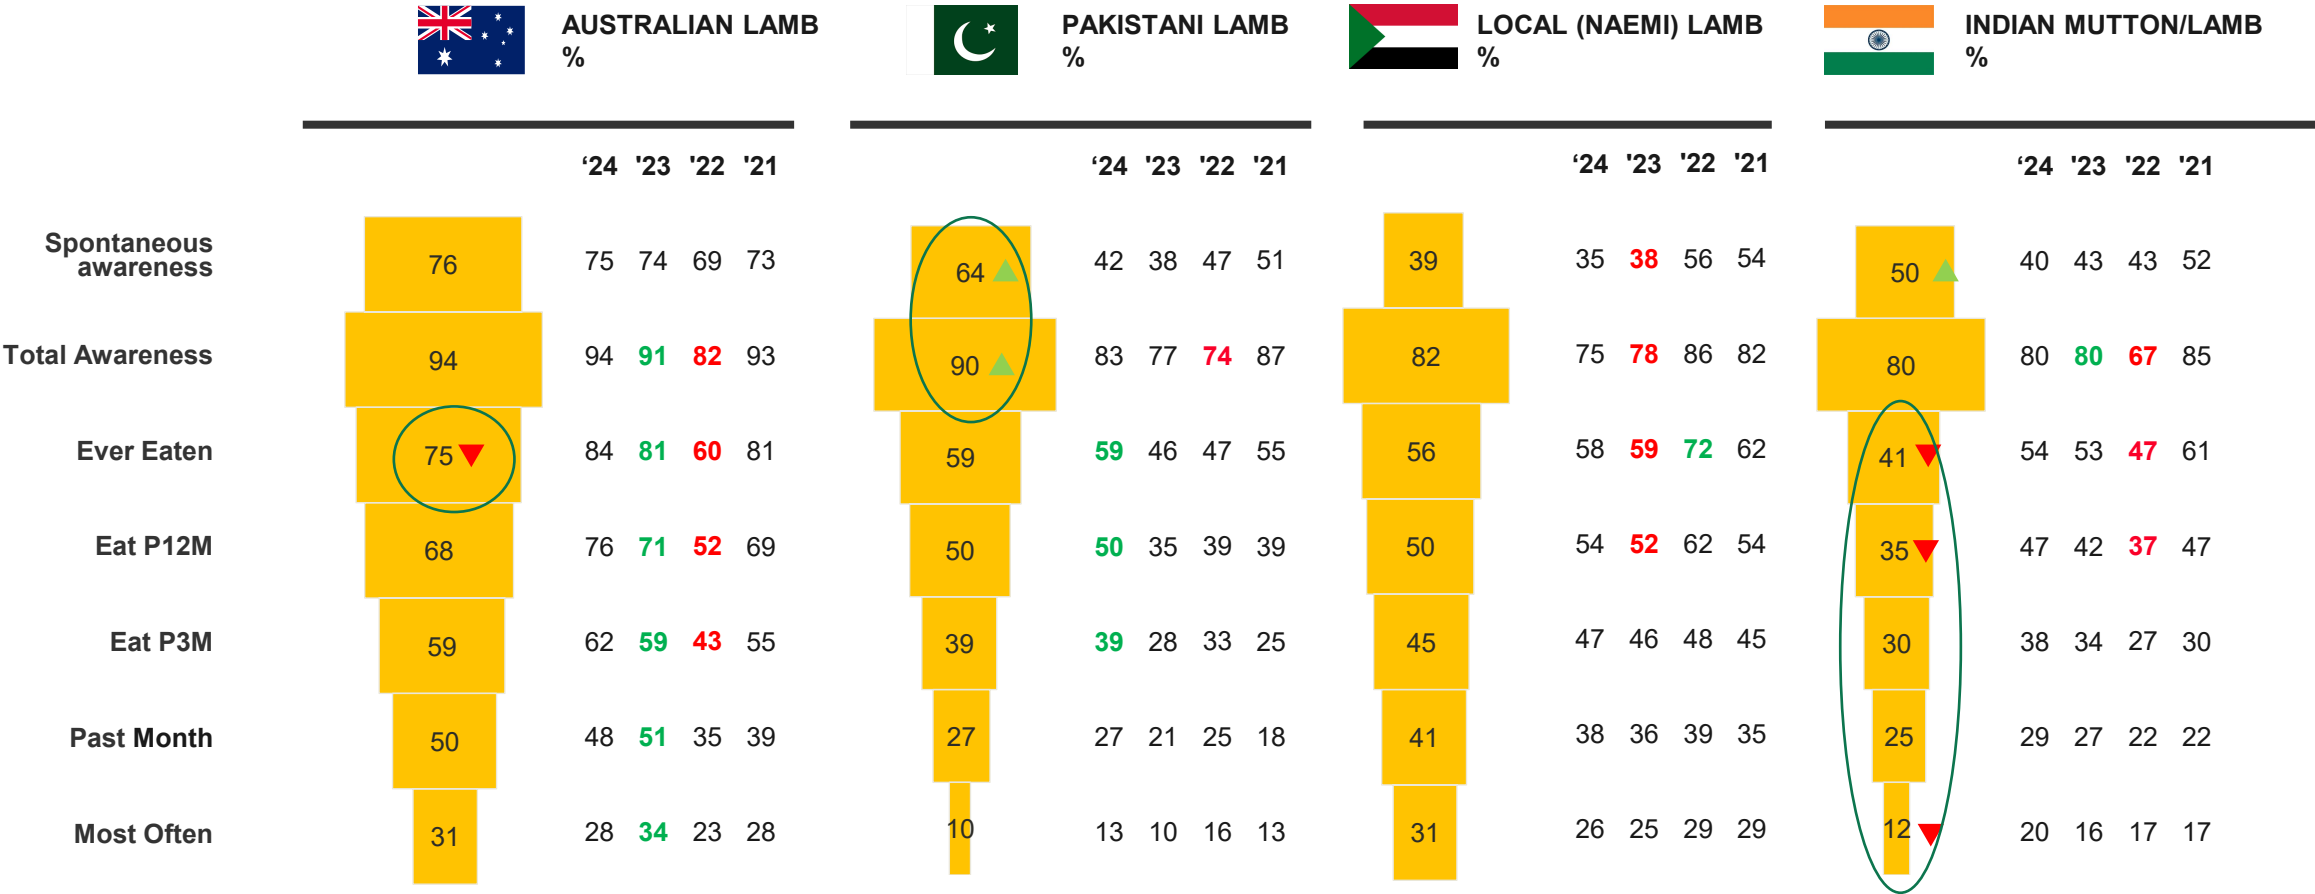 AUSTRALIAN LAMB
%
PAKISTANI LAMB
%
LOCAL (NAEMI) LAMB
%
INDIAN MUTTON/LAMB
%
‘24 '23 '22 '21 ‘24 '23 '22 '21 ‘24 '23 '22 '21 ‘24 '23 '22 '21
Spontaneous
awareness
76 75 74 69 73 64 42 38 47 51 39 35 38 56 54 50 40 43 43 52
Total Awareness 94 94 91 82 93 90 83 77 74 87 82 75 78 86 82 80 80 80 67 85
Ever Eaten 75 84 81 60 81 59 59 46 47 55 56 58 59 72 62 41 54 53 47 61
Eat P12M 68 76 71 52 69 50 50 35 39 39 50 54 52 62 54 35 47 42 37 47
Eat P3M 59 62 59 43 55 39 39 28 33 25 45 47 46 48 45 30 38 34 27 30
Past Month 50 48 51 35 39 27 27 21 25 18 41 38 36 39 35 25 29 27 22 22
Most Often 31 28 34 23 28 10 13 10 16 13 31 26 25 29 29 12 20 16 17 17